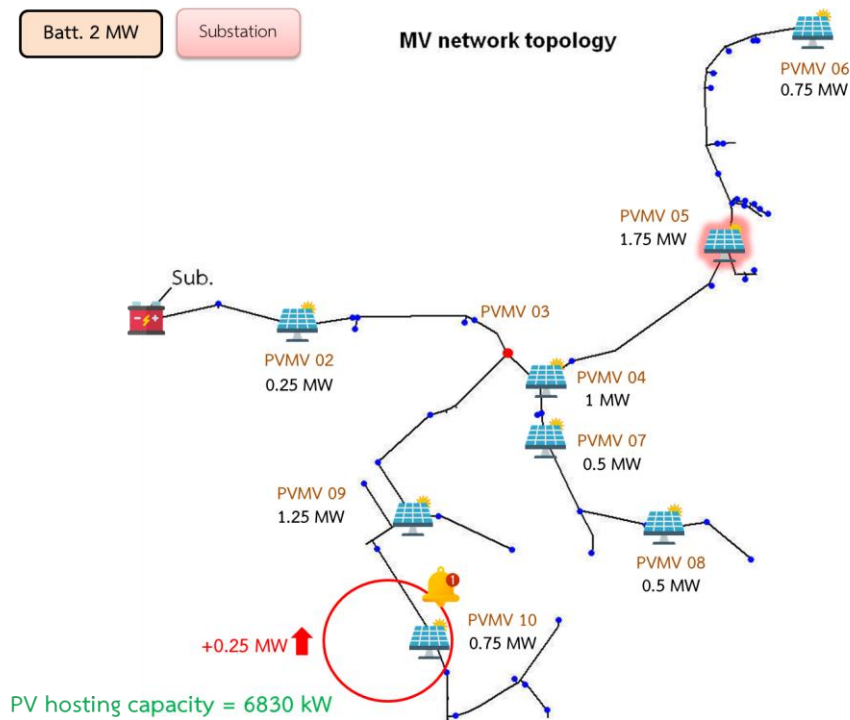 Batt. 2 MW
Substation
MV network topology
PVMV 06
0.75 MW
PVMV 05
1.75 MW
Sub.
PVMV 03
PVMV 02
0.25 MW
PVMV 04
1 MW
PVMV 07
0.5 MW
PVMV 09
1.25 MW
PVMV 08
0.5 MW
1
PVMV 10
0.75 MW
+0.25 MW
PV hosting capacity = 6830 kW